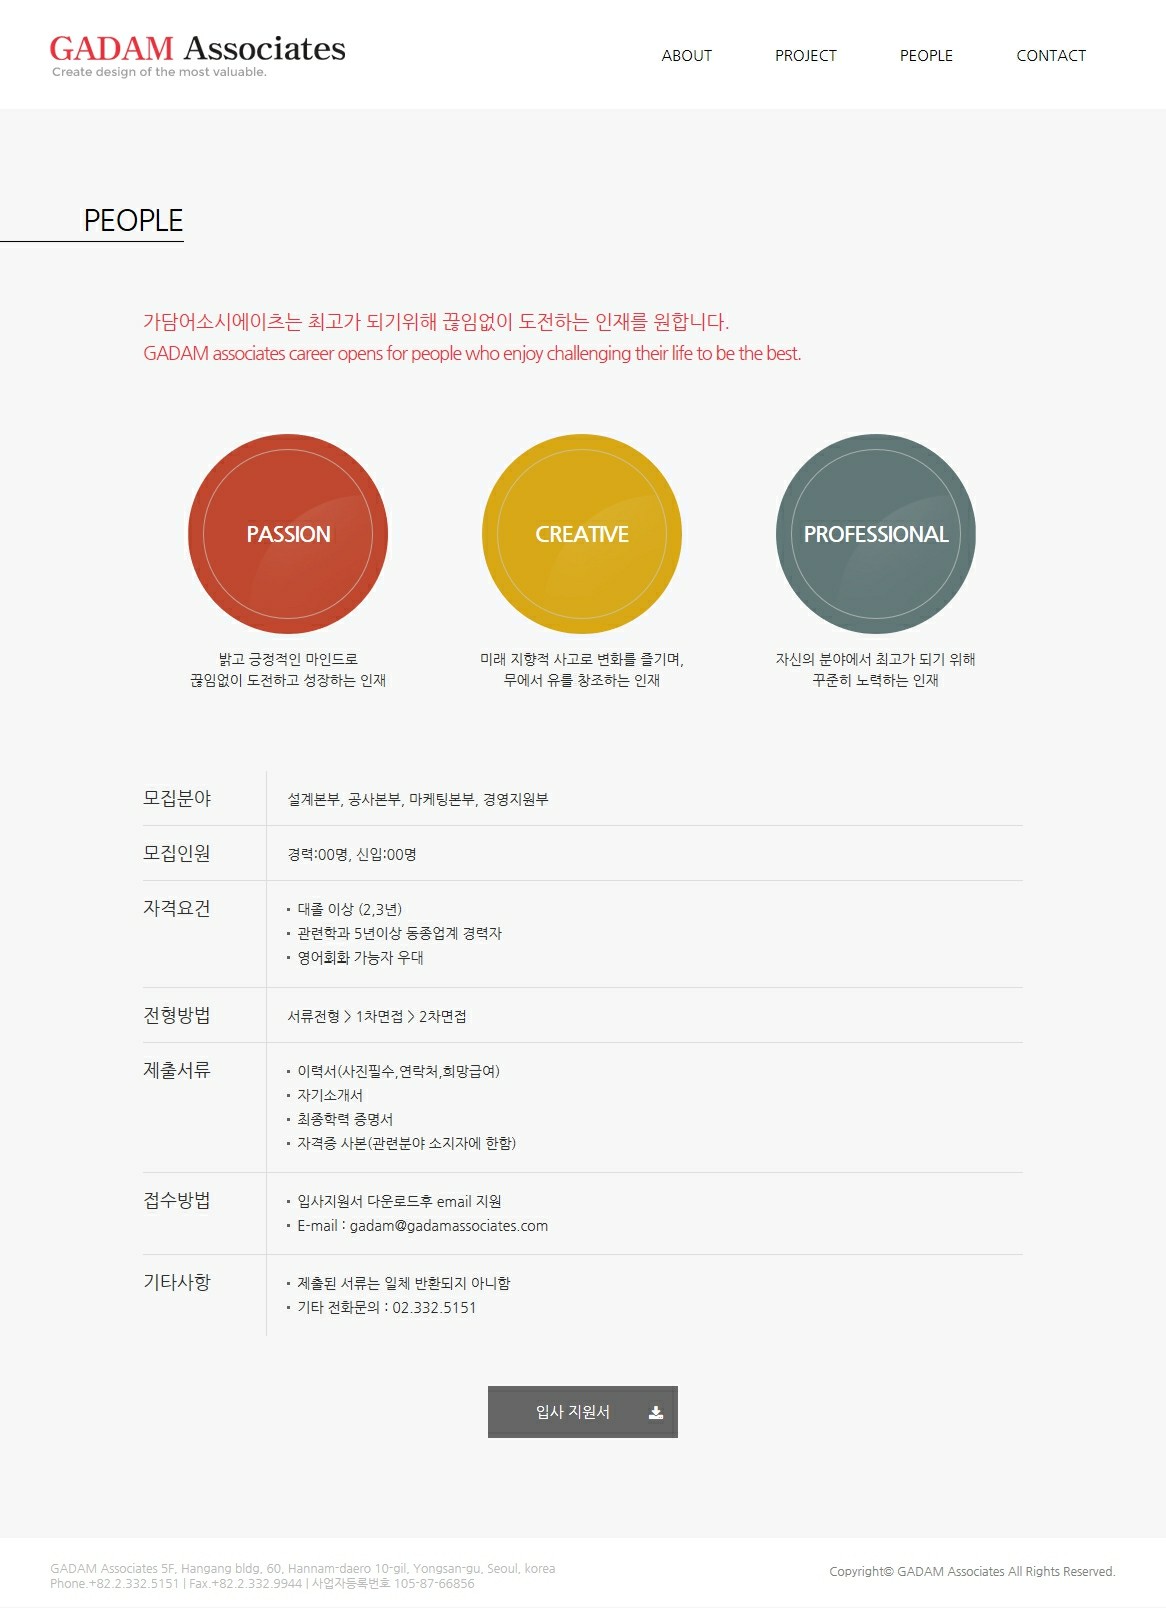 GADAM Associates
Create design of the most valuable.
ABOUT PROJECT PEOPLE CONTACT
PEOPLE
가담어소시에이츠는 최고가 되기위해 끊임없이 도전하는 인재를 원합니다.
GADAM associates career opens for people who enjoy challenging their life to be the best.
PASSION
CREATIVE
PROFESSIONAL
밝고 긍정적인 마인드로
끊임없이 도전하고 성장하는 인재
미래 지향적 사고로 변화를 즐기며,
무에서 유를 창조하는 인재
자신의 분야에서 최고가 되기 위해
꾸준히 노력하는 인재
모집분야
설계본부, 공사본부, 마케팅본부, 경영지원부
모집인원
경력:00명, 신입:00명
자격요건
대졸 이상 (2,3년)
관련학과 5년이상 동종업계 경력자
영어회화 가능자 우대
전형방법
서류전형 > 1차면접 > 2차면접
제출서류
이력서(사진필수,연락처,희망급여)
자기소개서
최종학력 증명서
자격증 사본(관련분야 소지자에 한함)
접수방법
입사지원서 다운로드후 email 지원
E-mail : gadam@gadamassociates.com
기타사항
제출된 서류는 일체 반환되지 아니함
기타 전화문의 : 02.332.5151
입사 지원서
GADAM Associates 5F, Hangang bldg, 60, Hannam-daero 10-gil, Yongsan-gu, Seoul, korea
Phone.+82.2.332.5151 | Fax.+82.2.332.9944 | 사업자등록번호 105-87-66856
Copyright© GADAM Associates All Rights Reserved.